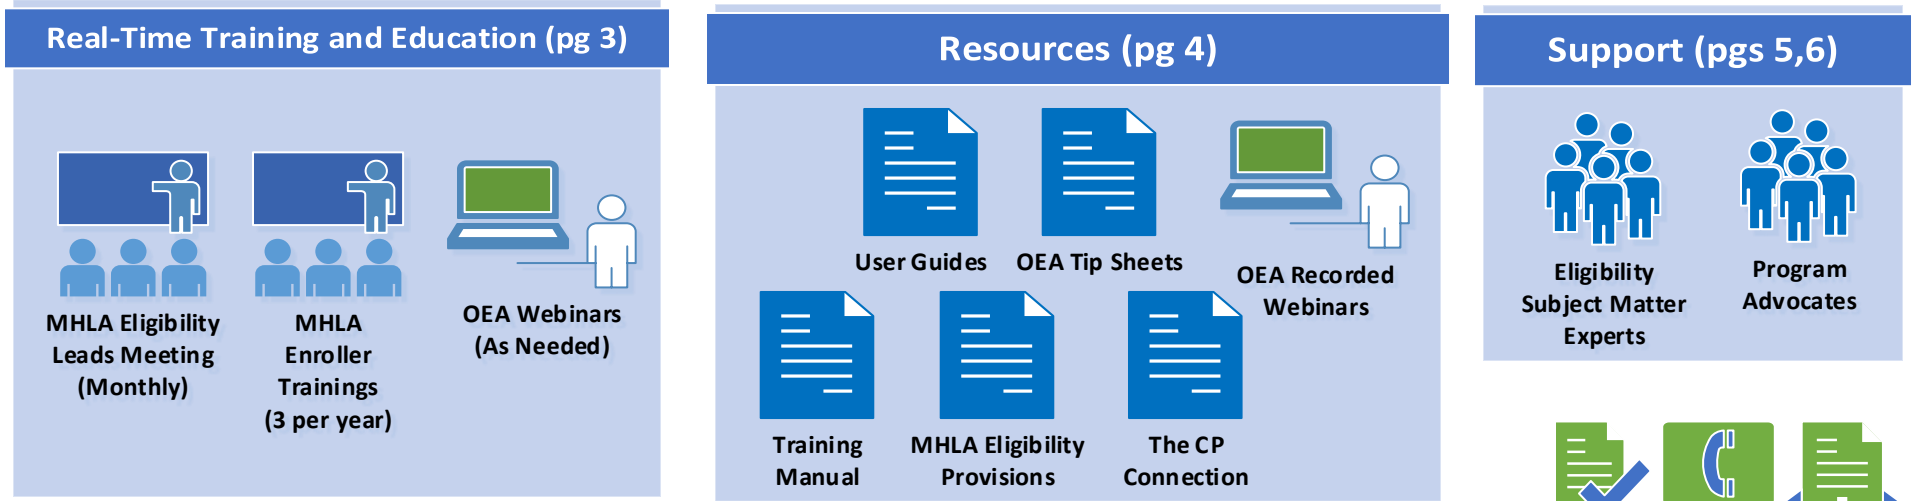 Real-Time Training and Education (pg 3)
MHLA Eligibility
Leads Meeting
(Monthly)
MHLA
Enroller
Trainings
(3 per year)
OEA Webinars
(As Needed)
Resources (pg 4)
User Guides
OEA Tip Sheets
OEA Recorded
Webinars
Training
Manual
MHLA Eligibility
Provisions
The CP
Connection
Support (pgs 5,6)
Eligibility
Subject Matter
Experts
Program
Advocates